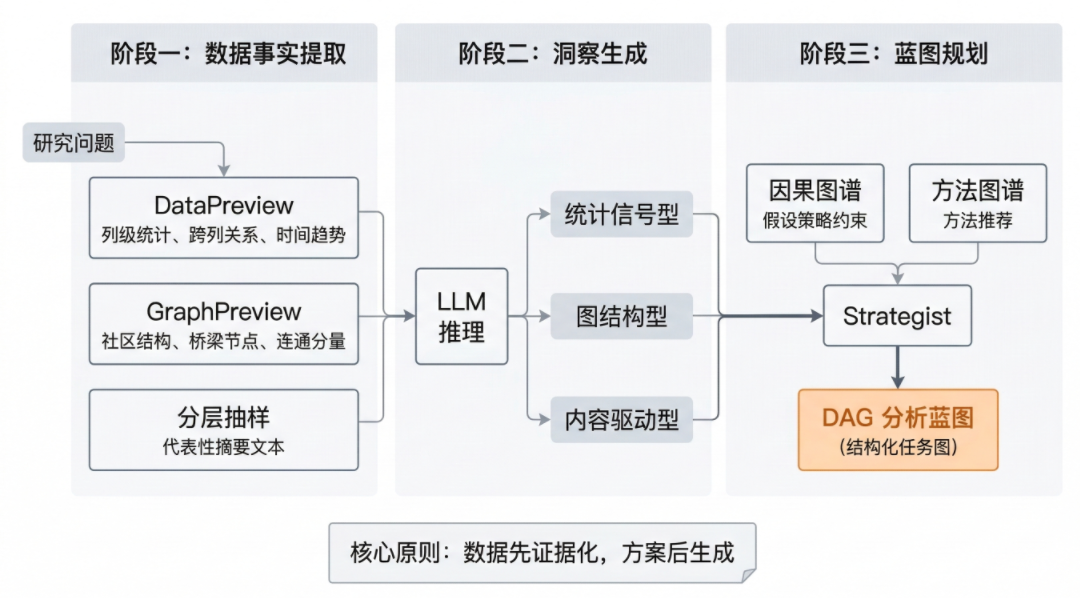 阶段一：数据事实提取
研究问题
DataPreview
列级统计、跨列关系、时间趋势
GraphPreview
社区结构、桥梁节点、连通分量
分层抽样
代表性摘要文本
阶段二：洞察生成
LLM
推理
统计信号型
图结构型
内容驱动型
阶段三：蓝图规划
因果图谱
假设策略约束
方法图谱
方法推荐
Strategist
DAG 分析蓝图
(结构化任务图)
核心原则：数据先证据化，方案后生成